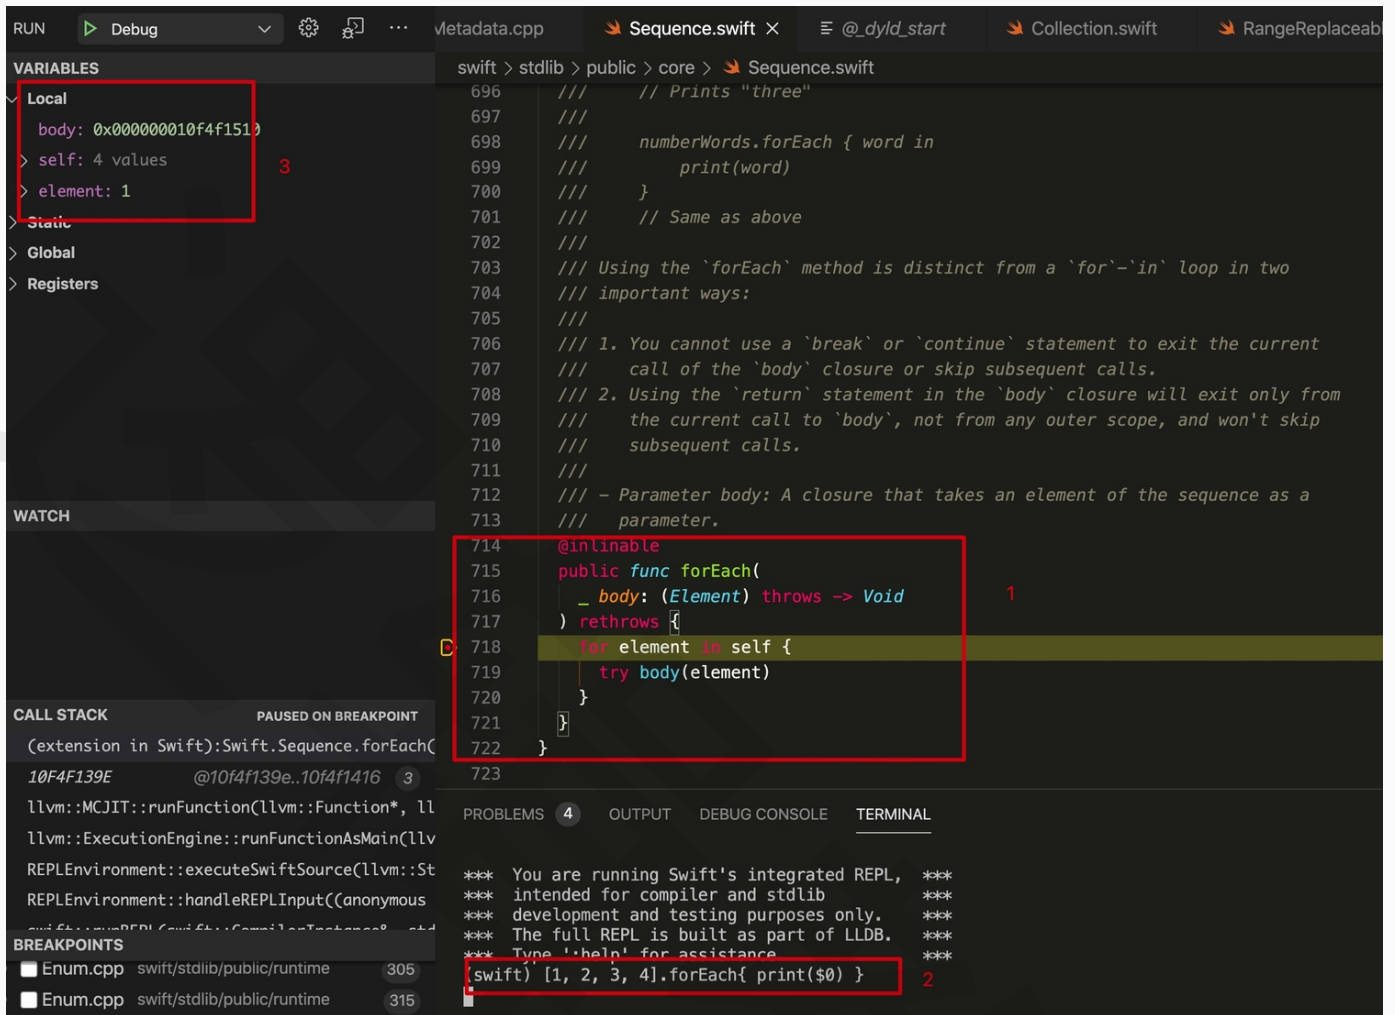 RUN Debug ···
VARIABLES
Local
body: 0x000000010f4f1510
self: 4 values
element: 1
3
Static
Global
Registers
WATCH
CALL STACK PAUSED ON BREAKPOINT
(extension in Swift):Swift.Sequence.forEach(
10F4F139E @10f4f139e..10f4f1416 3
llvm::MCJIT::runFunction(llvm::Function*, ll
llvm::ExecutionEngine::runFunctionAsMain(llv
REPLEnvironment::executeSwiftSource(llvm::St
REPLEnvironment::handleREPLInput((anonymous
BREAKPOINTS
Enum.cpp swift/stdlib/public/runtime 305
Enum.cpp swift/stdlib/public/runtime 315
Metadata.cpp Sequence.swift @_dyld_start Collection.swift RangeReplaceabl
swift > stdlib > public > core > Sequence.swift
696 /// // Prints "three"
697 ///
698 /// numberWords.forEach { word in
699 /// print(word)
700 /// }
701 /// // Same as above
702 ///
703 /// Using the `forEach` method is distinct from a `for`-`in` loop in two
704 /// important ways:
705 ///
706 /// 1. You cannot use a `break` or `continue` statement to exit the current
707 /// call of the `body` closure or skip subsequent calls.
708 /// 2. Using the `return` statement in the `body` closure will exit only from
709 /// the current call to `body`, not from any outer scope, and won't skip
710 /// subsequent calls.
711 ///
712 /// - Parameter body: A closure that takes an element of the sequence as a
713 /// parameter.
714 @inlinable
715 public func forEach(
716 _ body: (Element) throws -> Void
717 ) rethrows {
718 for element in self {
719 try body(element)
720 }
721 }
722 }
723
1
PROBLEMS 4 OUTPUT DEBUG CONSOLE TERMINAL
*** You are running Swift's integrated REPL, ***
*** intended for compiler and stdlib ***
*** development and testing purposes only. ***
*** The full REPL is built as part of LLDB. ***
*** Type ':help' for assistance. ***
(swift) [1, 2, 3, 4].forEach{ print($0) }
2